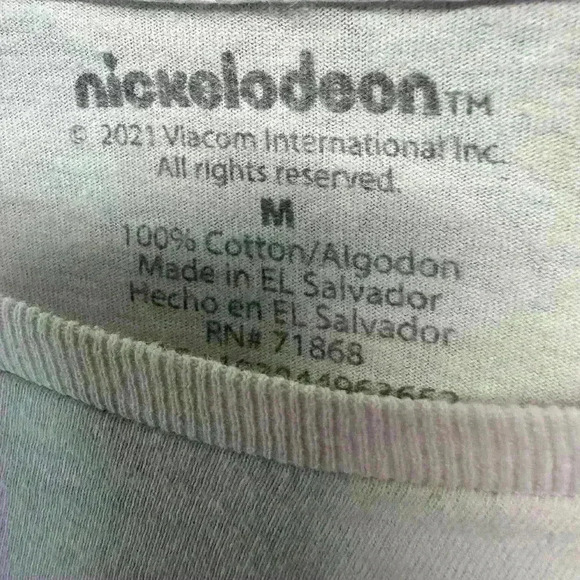 nickelodeon™
© 2021 Viacom International Inc.
All rights reserved.
M
100% Cotton/Algodon
Made in EL Salvador
Hecho en EL Salvador
RN# 71868